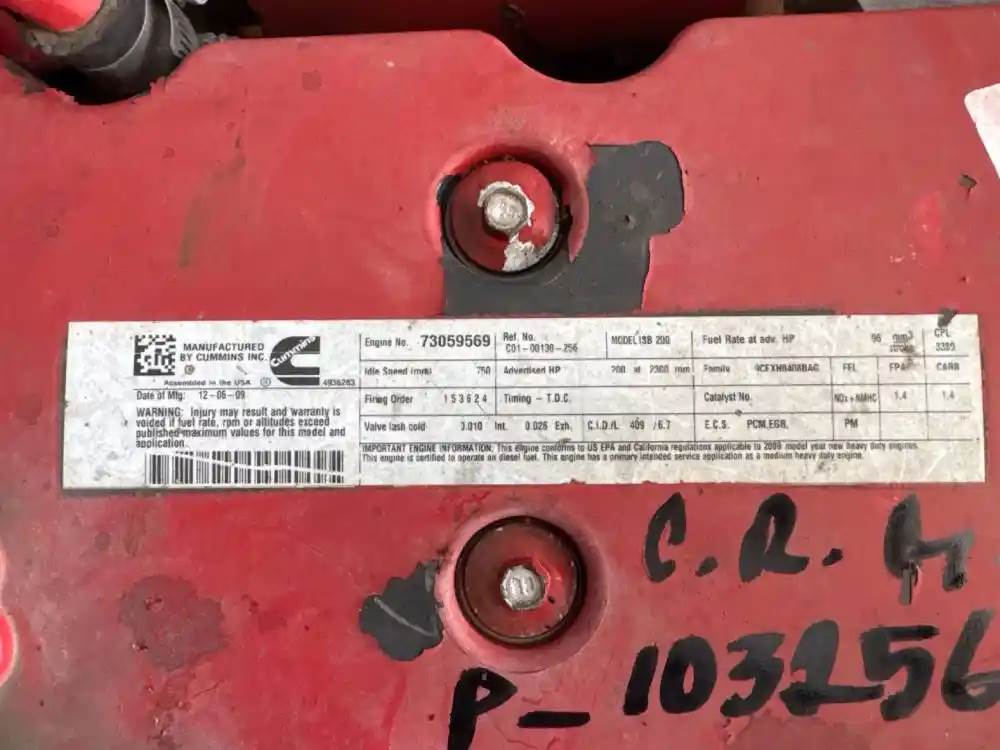 MANUFACTURED
BY CUMMINS INC.
Assembled in the USA ® 4936283
Date of Mfg: 12-06-09
WARNING: Injury may result and warranty is
voided if fuel rate, rpm or altitudes exceed
published maximum values for this model and
application.
Cummins
Engine No. 73059569 Ref. No. MODEL ISB 200 Fuel Rate at adv. HP 96 mm³ CPL
C01-00130-256 stroke
Idle Speed 750 Advertised HP 200 at 2300 mm Family FEL EPA CARB
Firing Order 153624 Timing - T.D.C. Catalyst No. NOx+NMHC 1.4 1.4
Valve lash cold 0.010 Int. 0.026 Exh. C.I.D./L 409 /6.7 E.C.S. PCM,EGR, PM
IMPORTANT ENGINE INFORMATION: This engine conforms to US EPA and California regulations applicable to 2009 model year new heavy duty engines.
This engine is certified to operate on diesel fuel. This engine has a primary intended service application as a medium heavy duty engine.
P-103256